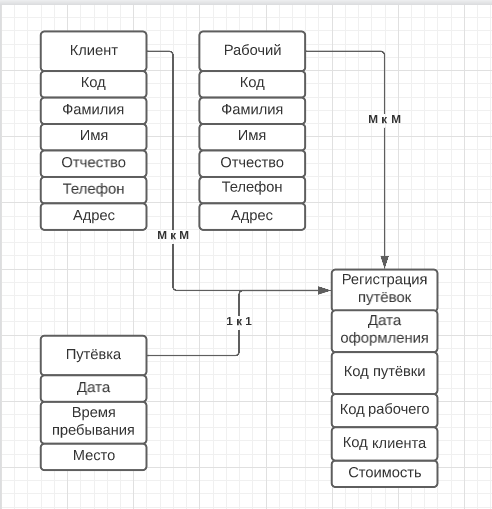 Клиент
Код
Фамилия
Имя
Отчество
Телефон
Адрес
Рабочий
Код
Фамилия
Имя
Отчество
Телефон
Адрес
М к М
М к М
1 к 1
Путёвка
Дата
Время
пребывания
Место
Регистрация
путёвок
Дата
оформления
Код путёвки
Код рабочего
Код клиента
Стоимость